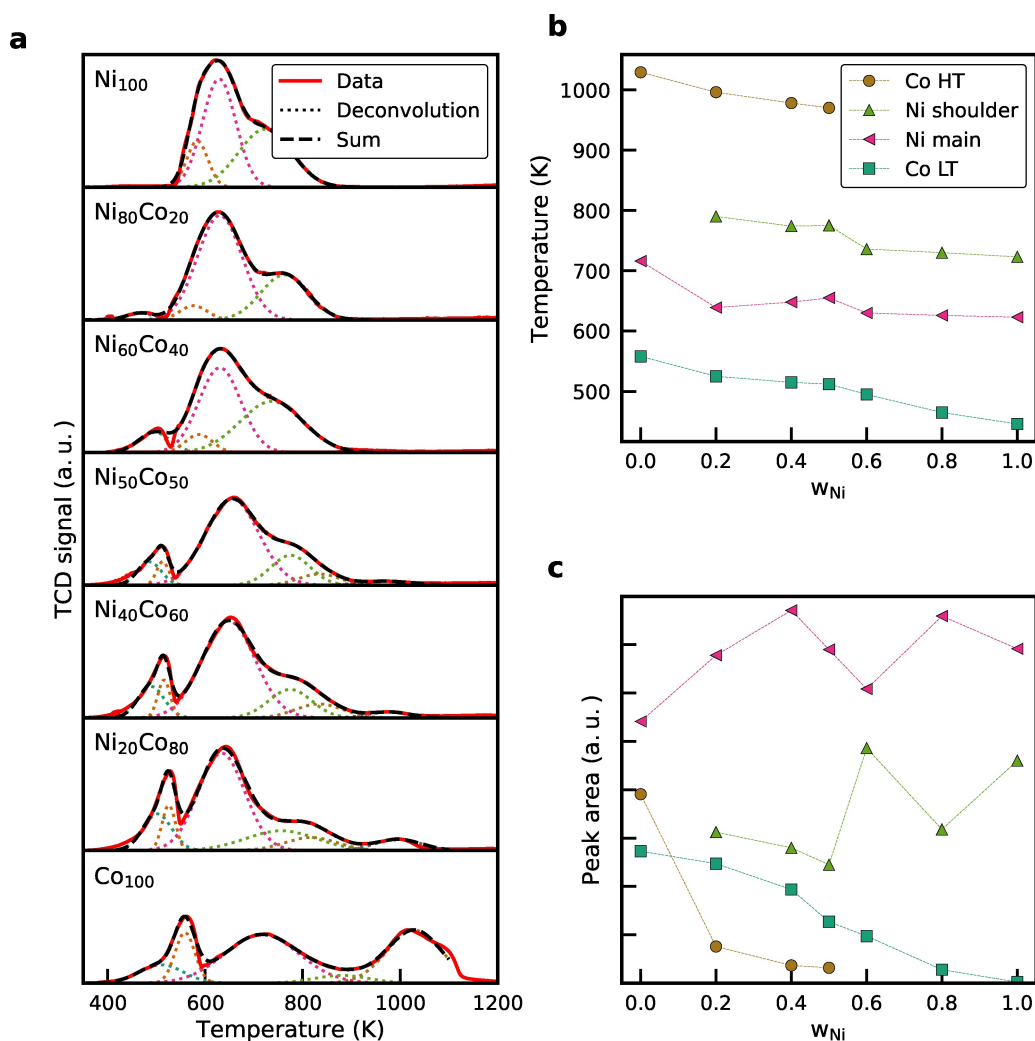 a
Ni₁₀₀
Data
Deconvolution
Sum
Ni₈₀Co₂₀
Ni₆₀Co₄₀
Ni₅₀Co₅₀
Ni₄₀Co₆₀
Ni₂₀Co₈₀
Co₁₀₀
TCD signal (a. u.)
400 600 800 1000 1200
Temperature (K)
b
Co HT
Ni shoulder
Ni main
Co LT
1000
900
800
700
600
500
Temperature (K)
0.0 0.2 0.4 0.6 0.8 1.0
w_Ni
c
Peak area (a. u.)
0.0 0.2 0.4 0.6 0.8 1.0
w_Ni